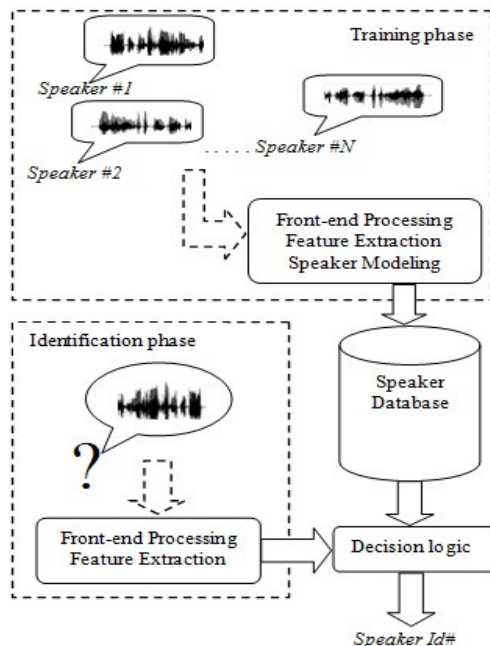 Training phase
Speaker #1
Speaker #2
..... Speaker #N
Front-end Processing
Feature Extraction
Speaker Modeling
Identification phase
?
Front-end Processing
Feature Extraction
Speaker
Database
Decision logic
Speaker Id#